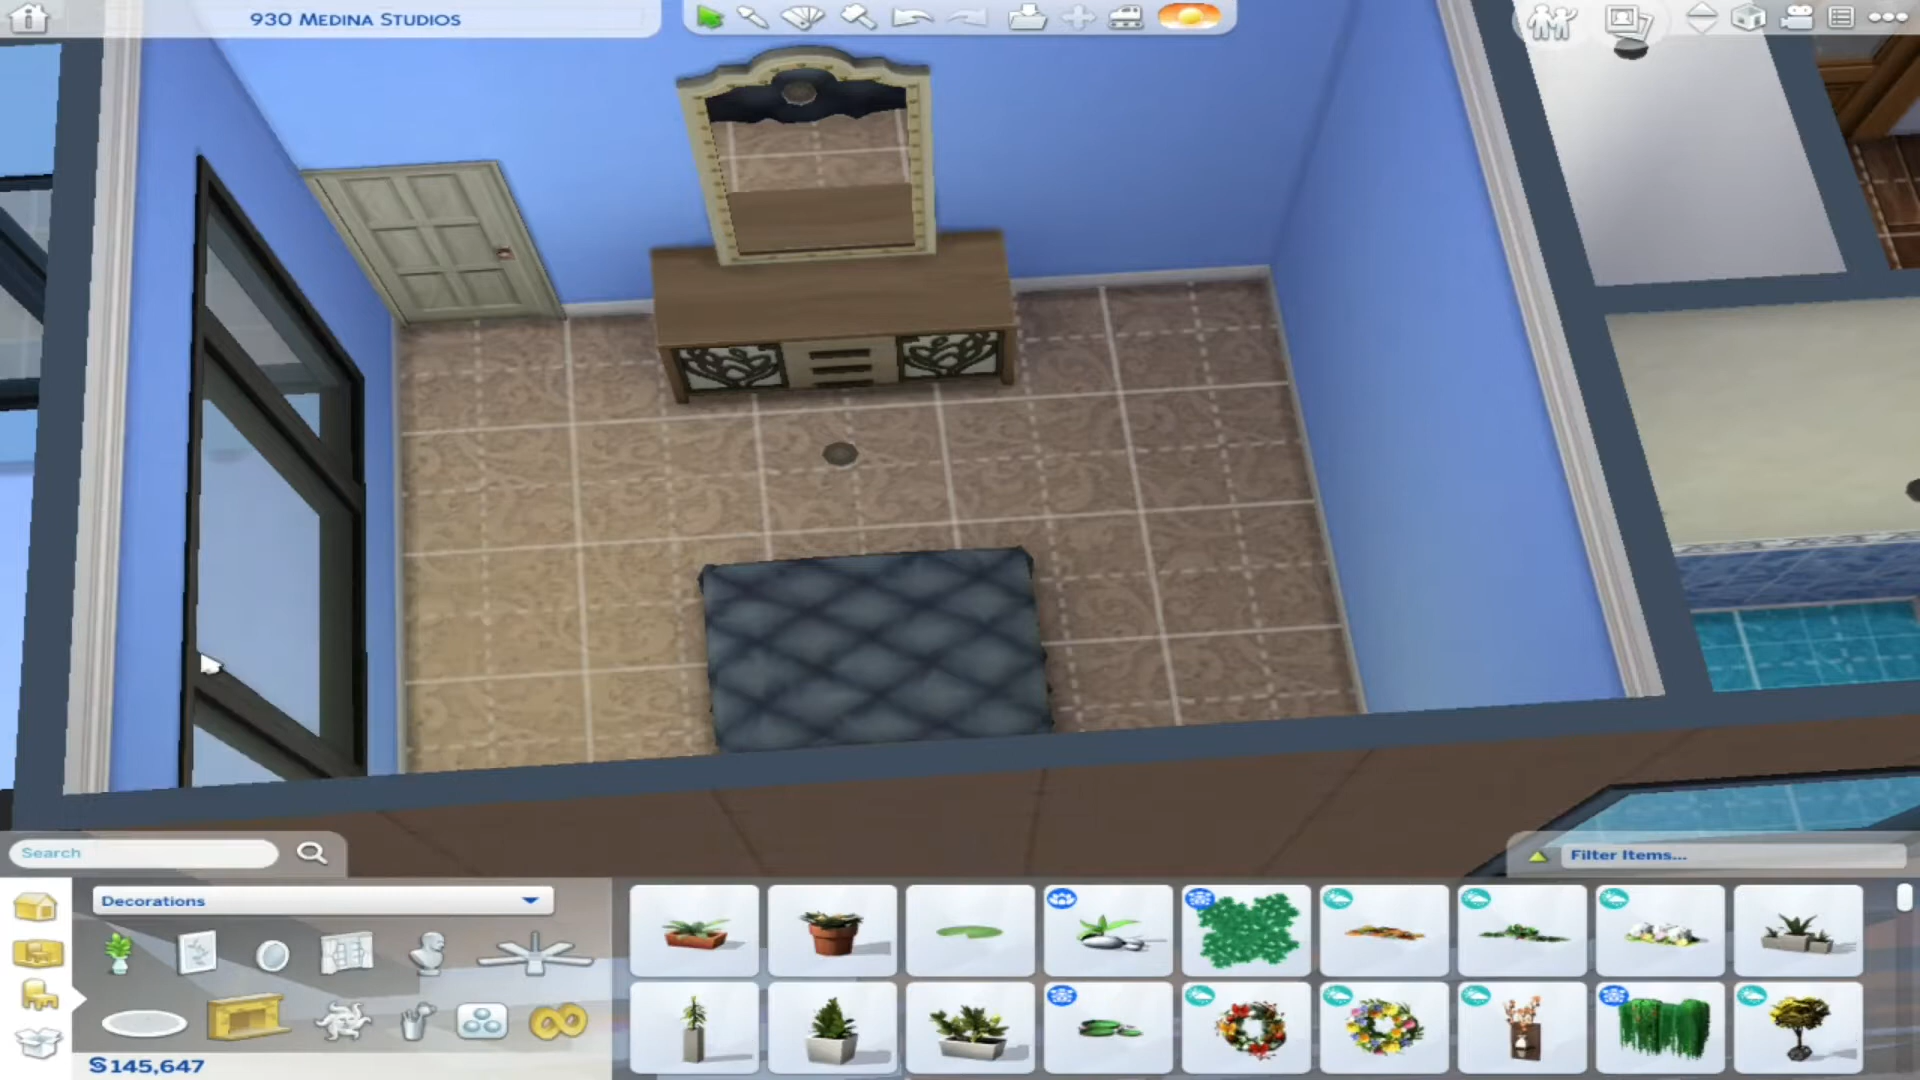 930 Medina Studios
Search
Filter Items...
Decorations
§145,647